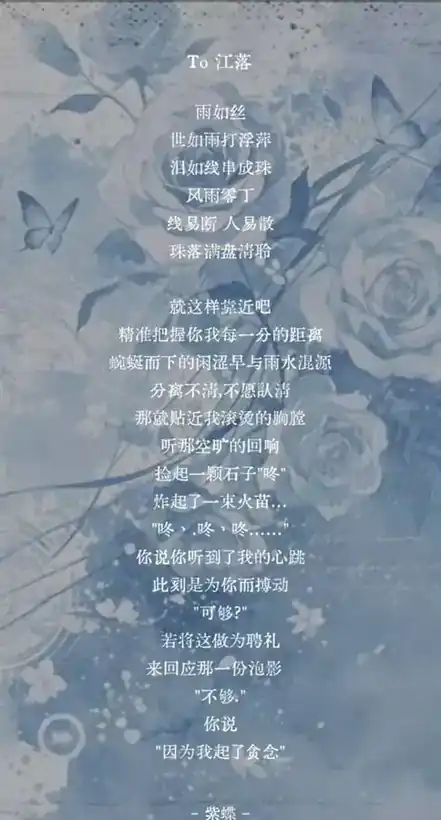 To 江落
雨如丝
世如雨打浮萍
泪如线串成珠
风雨零丁
线易断 人易散
珠落满盘清聆
就这样靠近吧
精准把握你我每一分的距离
蜿蜒而下的闲涩早与雨水混源
分离不清,不愿認清
那就贴近我滚烫的胸膛
听那空旷的回响
捡起一颗石子"咚"
炸起了一束火苗...
"咚、.咚、咚......"
你说你听到了我的心跳
此刻是为你而搏动
"可够?"
若将这做为聘礼
来回应那一份泡影
"不够."
你说
"因为我起了贪念"
- 紫蝶 -